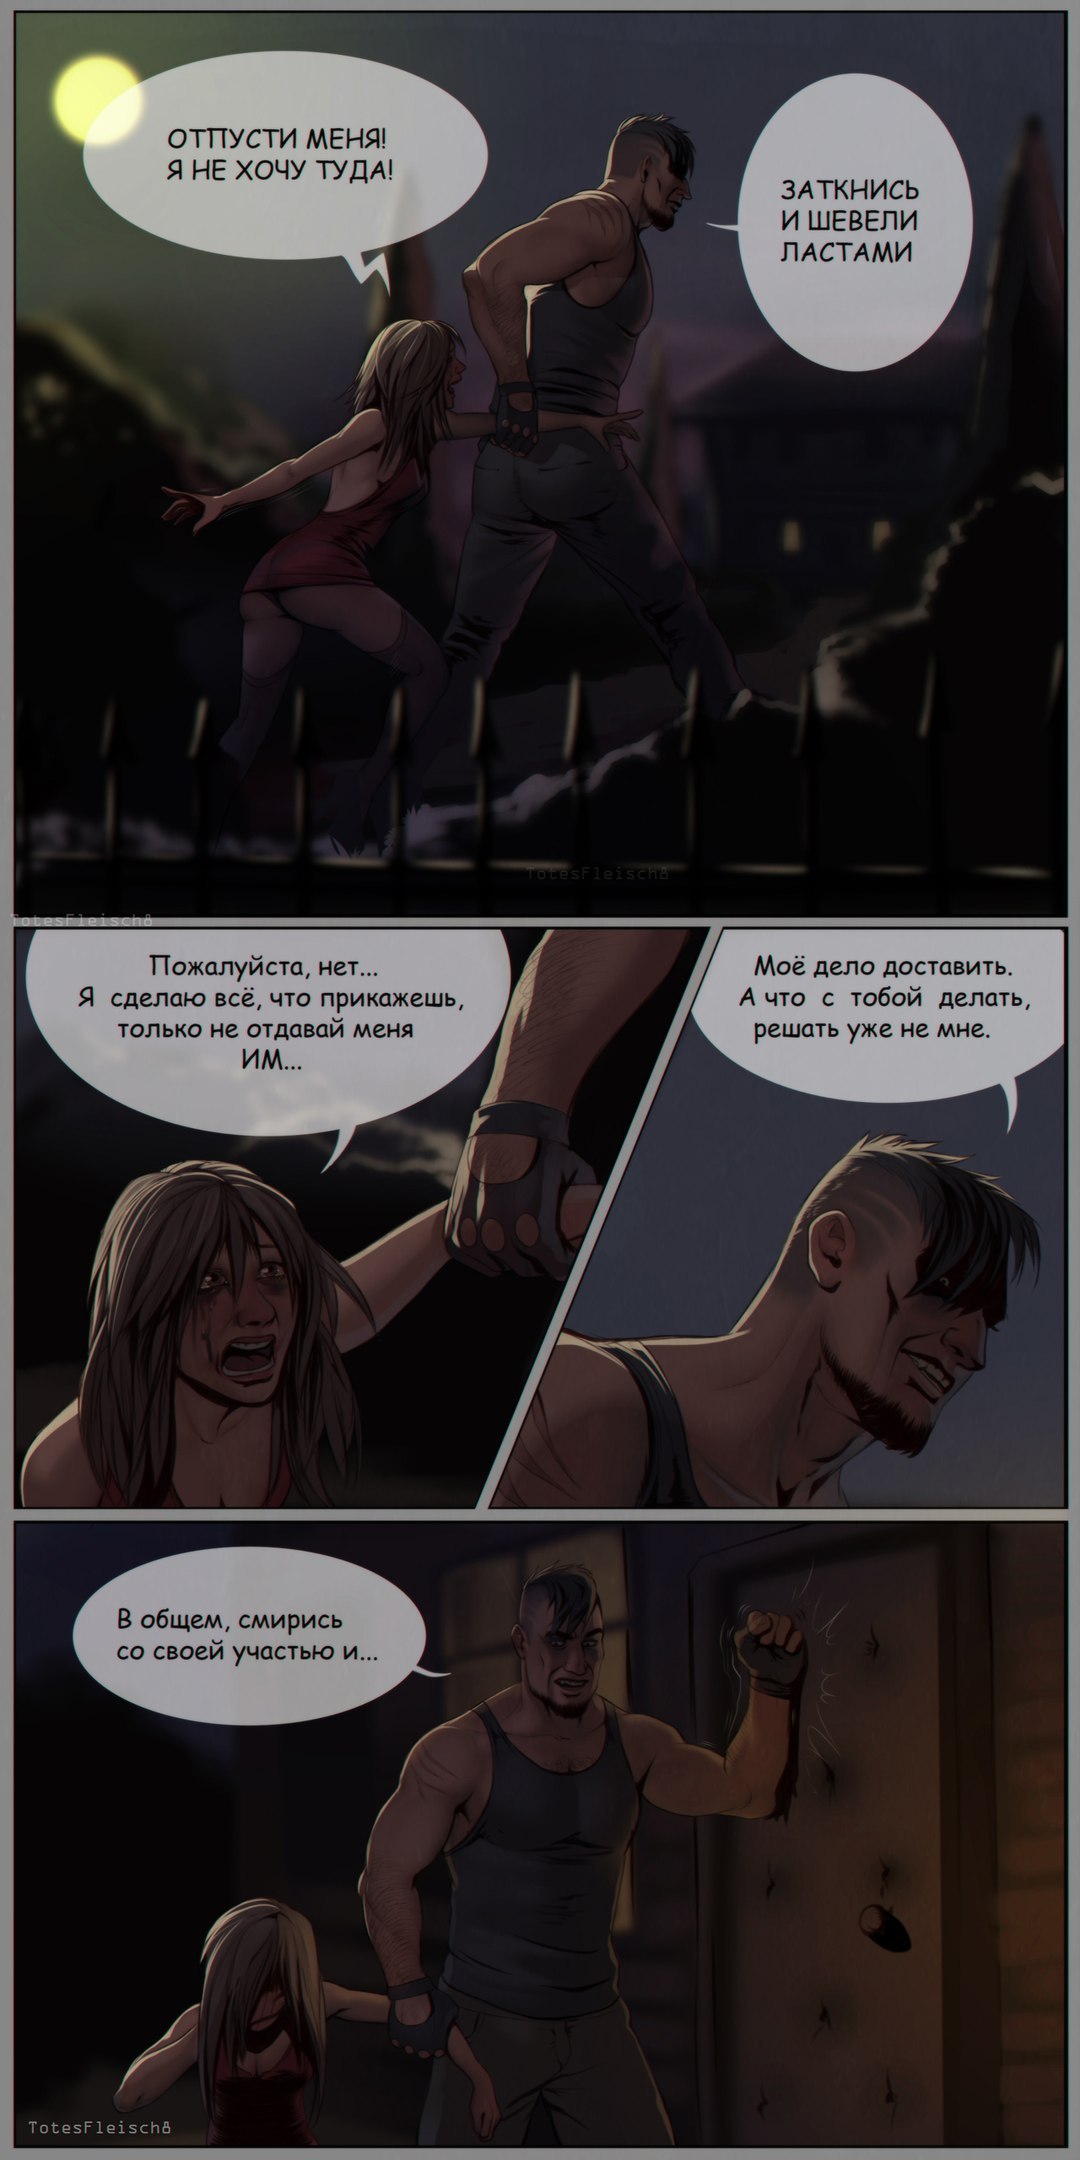 ОТПУСТИ МЕНЯ!
Я НЕ ХОЧУ ТУДА!
ЗАТКНИСЬ
И ШЕВЕЛИ
ЛАСТАМИ
TotesFleisch8
TotesFleisch8
Пожалуйста, нет...
Я сделаю всё, что прикажешь,
только не отдавай меня
ИМ...
Моё дело доставить.
А что с тобой делать,
решать уже не мне.
В общем, смирись
со своей участью и...
TotesFleisch8